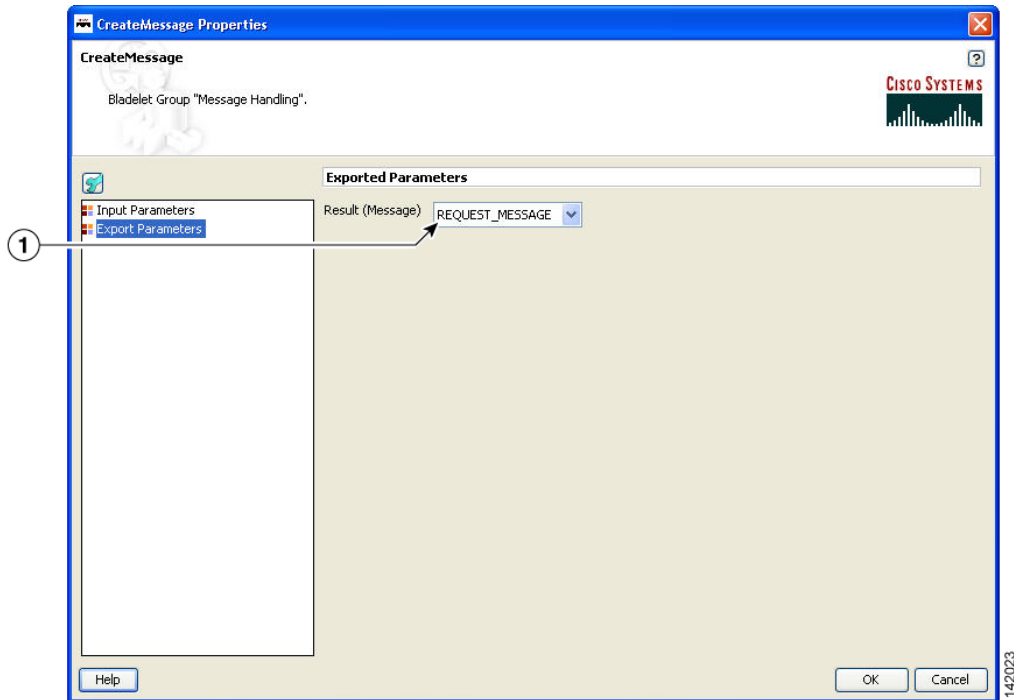 CreateMessage Properties
CreateMessage
?
Bladelet Group "Message Handling".
CISCO SYSTEMS
Exported Parameters
Input Parameters
Export Parameters
Result (Message)
REQUEST_MESSAGE
1
Help
OK
Cancel
142023